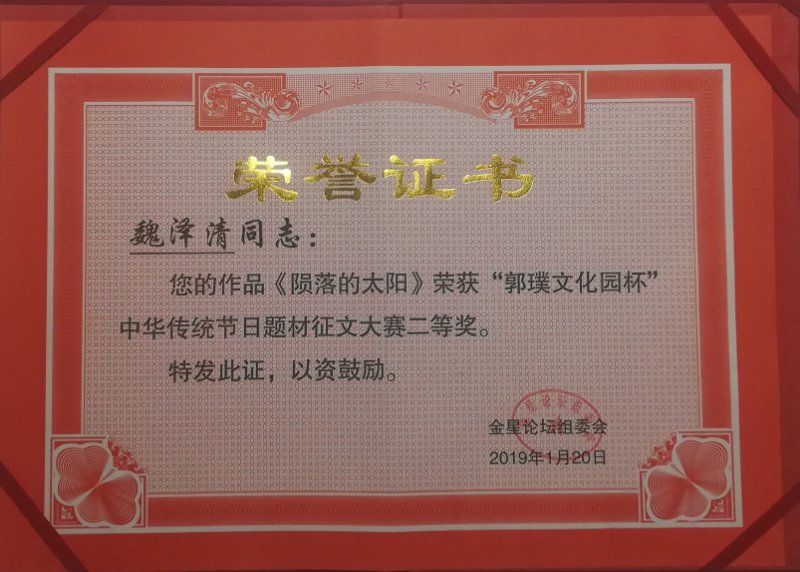 荣誉证书
魏泽清同志：
您的作品《陨落的太阳》荣获“郭璞文化园杯”
中华传统节日题材征文大赛二等奖。
特发此证，以资鼓励。
金星论坛组委会
2019年1月20日